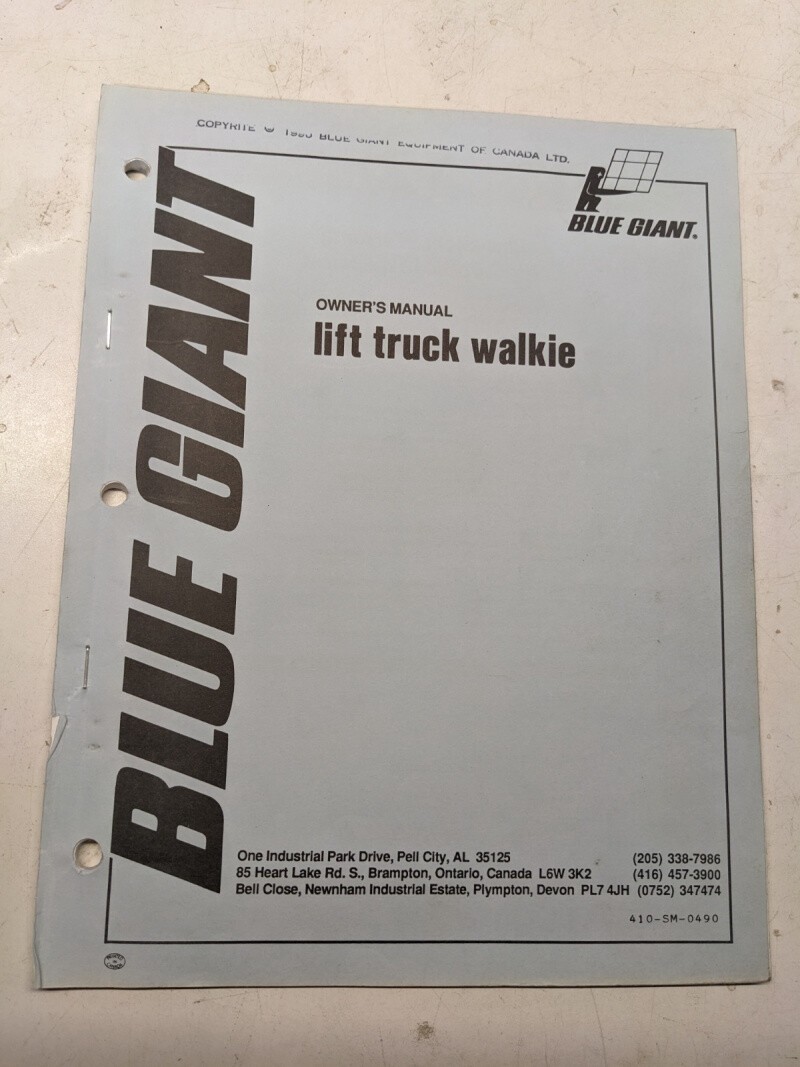 COPYRITE © BLUE GIANT EQUIPMENT OF CANADA LTD.
BLUE GIANT®
BLUE GIANT
OWNER'S MANUAL
lift truck walkie
One Industrial Park Drive, Pell City, AL 35125 (205) 338-7986
85 Heart Lake Rd. S., Brampton, Ontario, Canada L6W 3K2 (416) 457-3900
Bell Close, Newnham Industrial Estate, Plympton, Devon PL7 4JH (0752) 347474
410-SM-0490